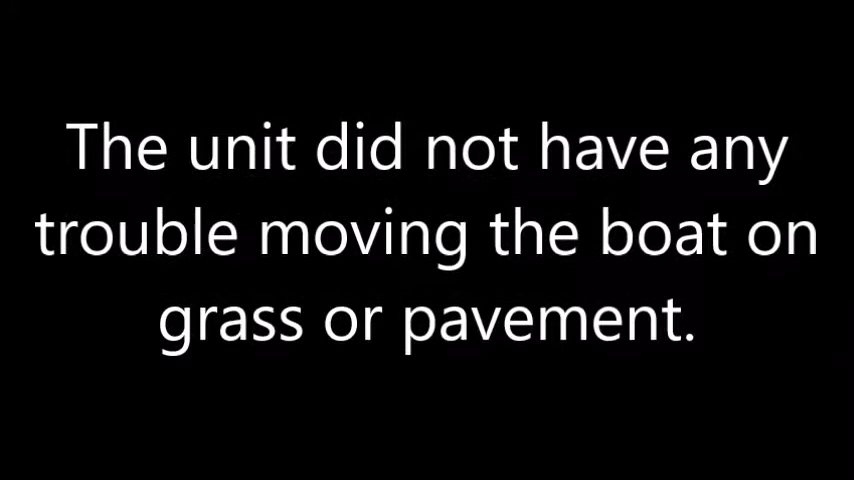 The unit did not have any
trouble moving the boat on
grass or pavement.